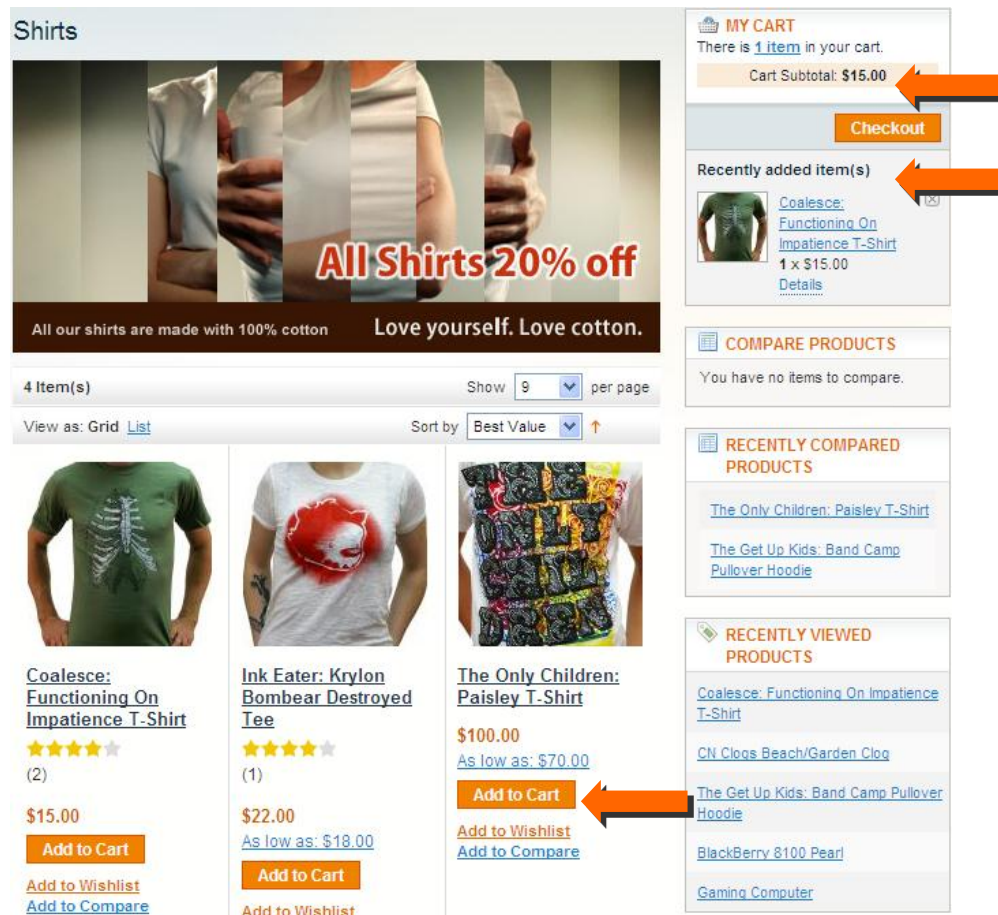 Shirts
All Shirts 20% off
All our shirts are made with 100% cotton
Love yourself. Love cotton.
4 Item(s)
Show 9 per page
View as: Grid List
Sort by Best Value
THE
ONLY
CHIL
DREN
Coalesce:
Functioning On
Impatience T-Shirt
(2)
$15.00
Add to Cart
Add to Wishlist
Add to Compare
Ink Eater: Krylon
Bombear Destroyed
Tee
(1)
$22.00
As low as: $18.00
Add to Cart
Add to Wishlist
The Only Children:
Paisley T-Shirt
$100.00
As low as: $70.00
Add to Cart
Add to Wishlist
Add to Compare
MY CART
There is 1 item in your cart.
Cart Subtotal: $15.00
Checkout
Recently added item(s)
Coalesce:
Functioning On
Impatience T-Shirt
1 x $15.00
Details
COMPARE PRODUCTS
You have no items to compare.
RECENTLY COMPARED
PRODUCTS
The Only Children: Paisley T-Shirt
The Get Up Kids: Band Camp
Pullover Hoodie
RECENTLY VIEWED
PRODUCTS
Coalesce: Functioning On Impatience
T-Shirt
CN Clogs Beach/Garden Clog
The Get Up Kids: Band Camp Pullover
Hoodie
BlackBerry 8100 Pearl
Gaming Computer